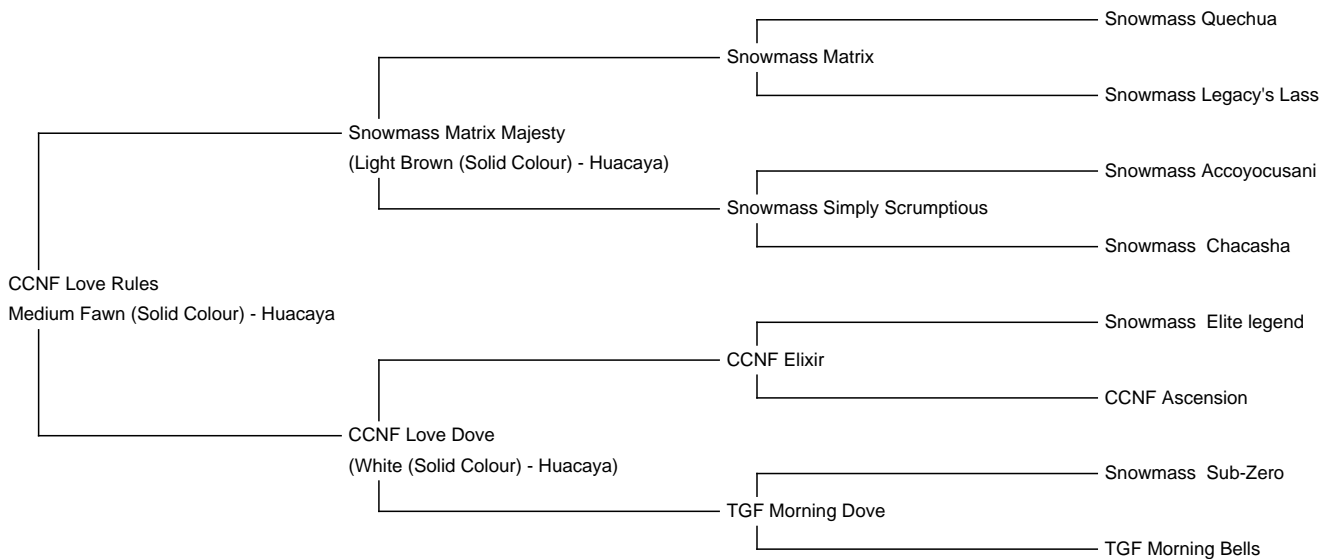 Snowmass Quechua
Snowmass Matrix
Snowmass Legacy's Lass
Snowmass Matrix Majesty
(Light Brown (Solid Colour) - Huacaya)
Snowmass Accoyocusani
Snowmass Simply Scrumptious
Snowmass  Chacasha
CCNF Love Rules
Medium Fawn (Solid Colour) - Huacaya
Snowmass  Elite legend
CCNF Elixir
CCNF Ascension
CCNF Love Dove
(White (Solid Colour) - Huacaya)
Snowmass  Sub-Zero
TGF Morning Dove
TGF Morning Bells